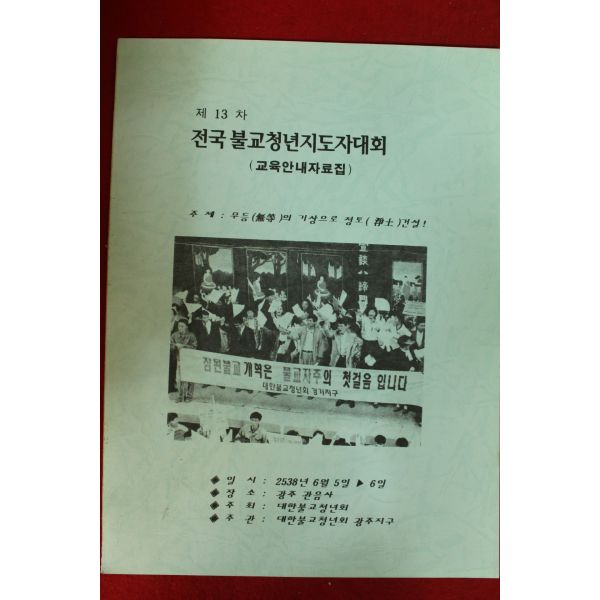 제 13 차
전국 불교청년지도자대회
(교육안내자료집)
주 제 : 무등(無等)의 기상으로 정토(淨土)건설!
참된불교개혁은 불교자주의 첫걸음 입니다
대한불교청년회 경기지구
◆ 일 시 : 2538년 6월 5일 ▶ 6일
◆ 장 소 : 광주 관음사
◆ 주 최 : 대한불교청년회
◆ 주 관 : 대한불교청년회 광주지구